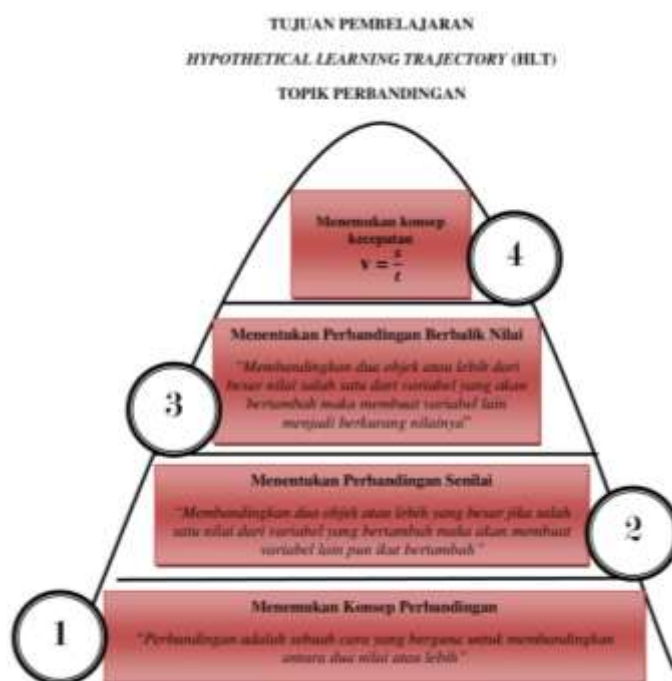 TUJUAN PEMBELAJARAN
HYPOTHETICAL LEARNING TRAJECTORY (HLT)
TOPIK PERBANDINGAN
Menemukan konsep
kecepatan
v = s/t
4
Menentukan Perbandingan Berbalik Nilai
"Membandingkan dua objek atau lebih dari
besar nilai salah satu dari variabel yang akan
bertambah maka membuat variabel lain
menjadi berkurang nilainya"
3
Menentukan Perbandingan Senilai
"Membandingkan dua objek atau lebih yang besar jika salah
satu nilai dari variabel yang bertambah maka akan membuat
variabel lain pun ikut bertambah"
2
Menemukan Konsep Perbandingan
"Perbandingan adalah sebuah cara yang berguna untuk membandingkan
antara dua nilai atau lebih"
1